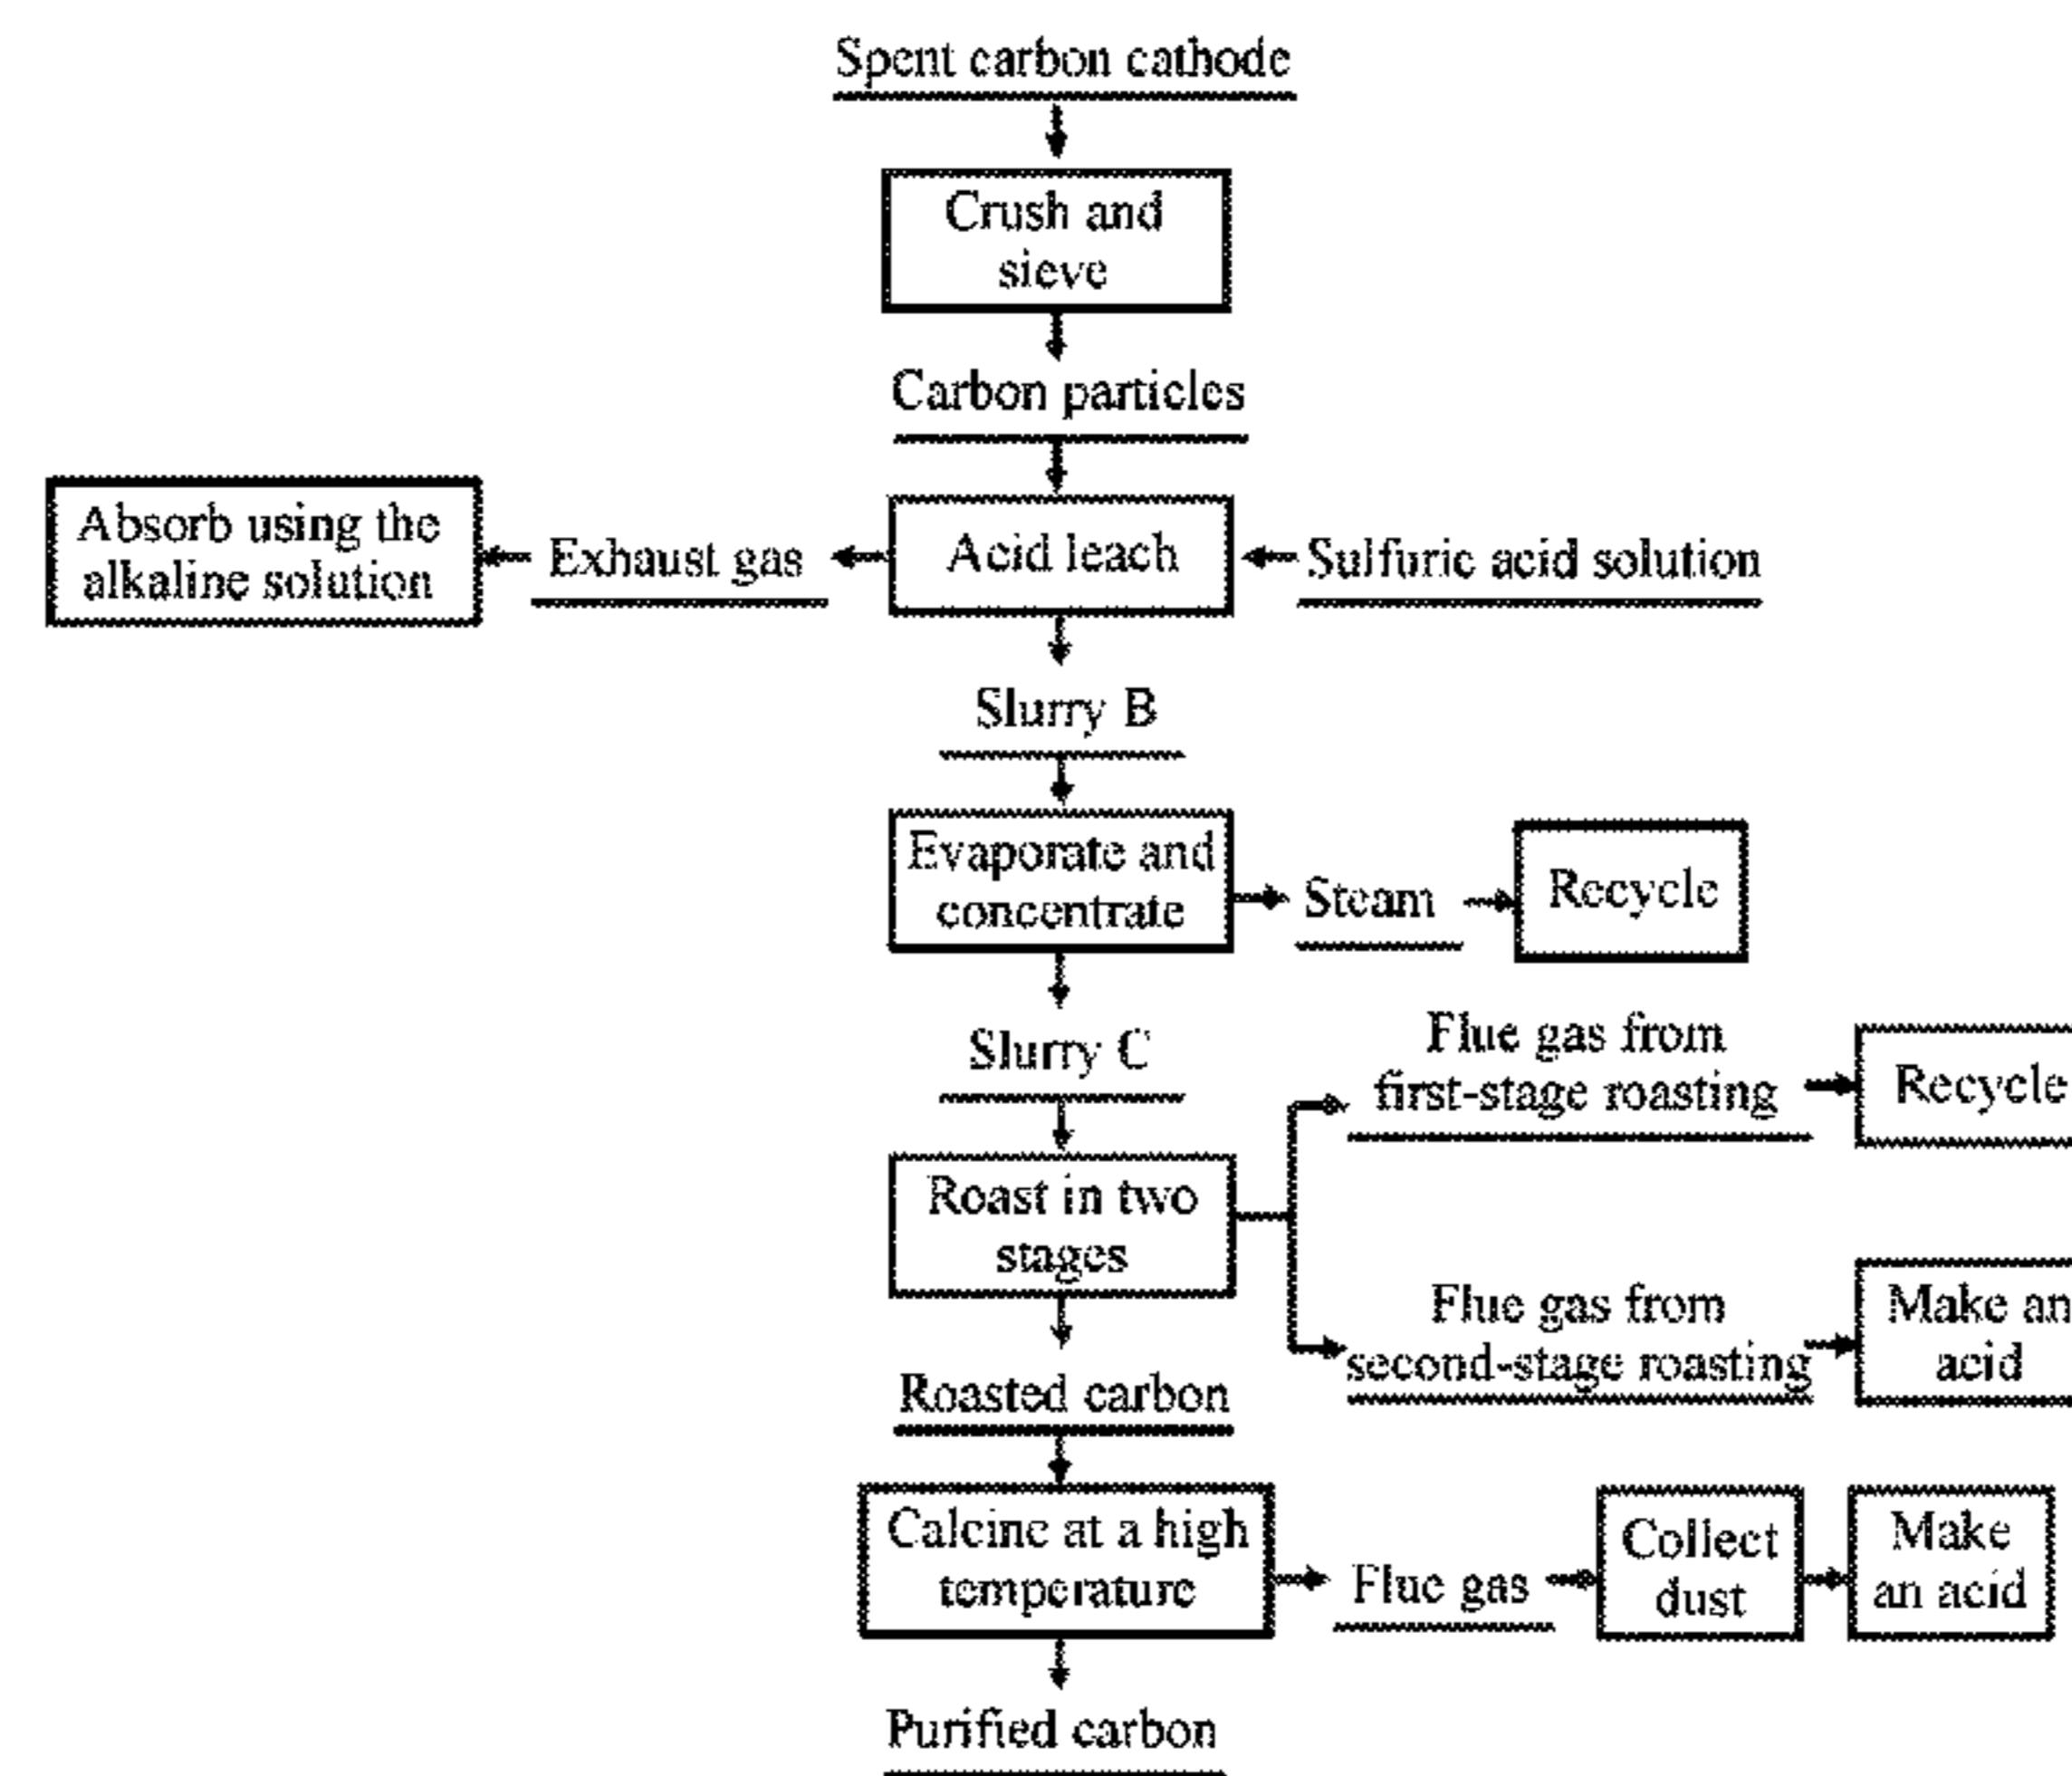 Spent carbon cathode
Crush and
sieve
Carbon particles
Absorb using the
alkaline solution
Exhaust gas
Acid leach
Sulfuric acid solution
Slurry B
Evaporate and
concentrate
Steam
Recycle
Slurry C
Flue gas from
first-stage roasting
Recycle
Roast in two
stages
Flue gas from
second-stage roasting
Make an
acid
Roasted carbon
Calcine at a high
temperature
Flue gas
Collect
dust
Make
an acid
Purified carbon